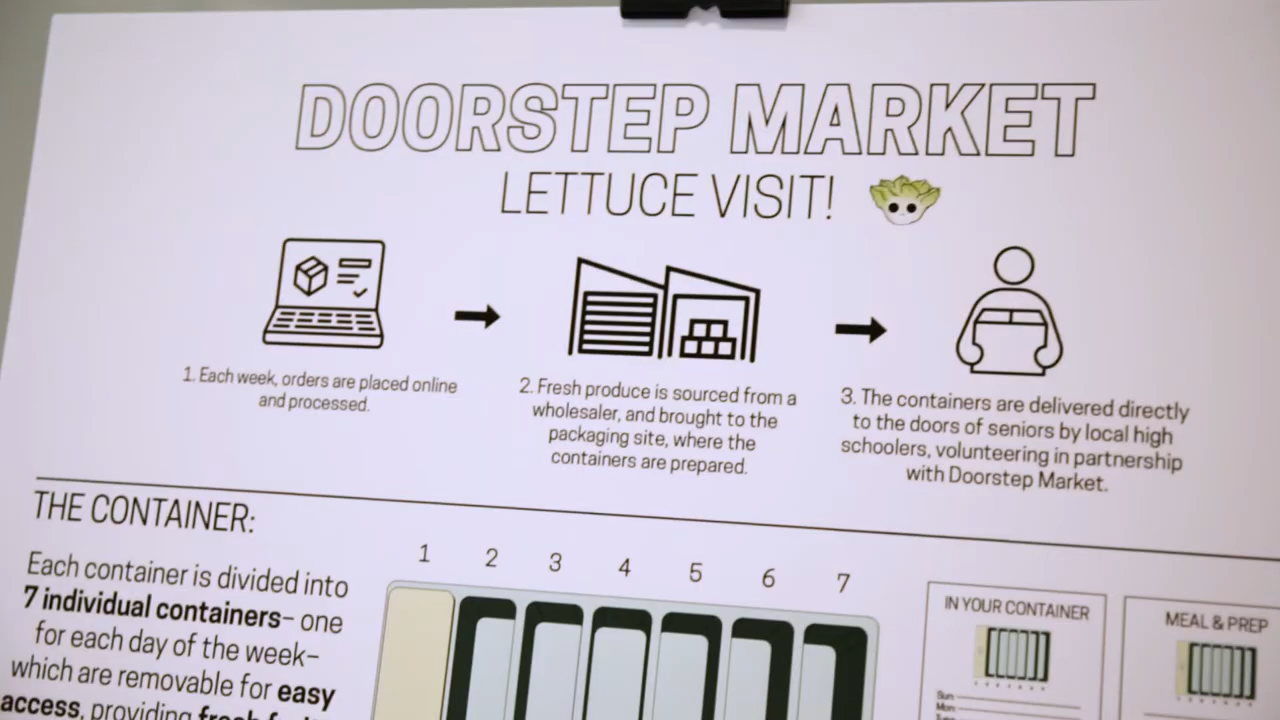 DOORSTEP MARKET
LETTUCE VISIT!
1. Each week, orders are placed online
and processed.
2. Fresh produce is sourced from a
wholesaler, and brought to the
packaging site, where the
containers are prepared.
3. The containers are delivered directly
to the doors of seniors by local high
schoolers, volunteering in partnership
with Doorstep Market.
THE CONTAINER:
Each container is divided into
7 individual containers– one
for each day of the week–
which are removable for easy
access, providing fresh
1 2 3 4 5 6 7
IN YOUR CONTAINER
Sun
Mon
MEAL & PREP